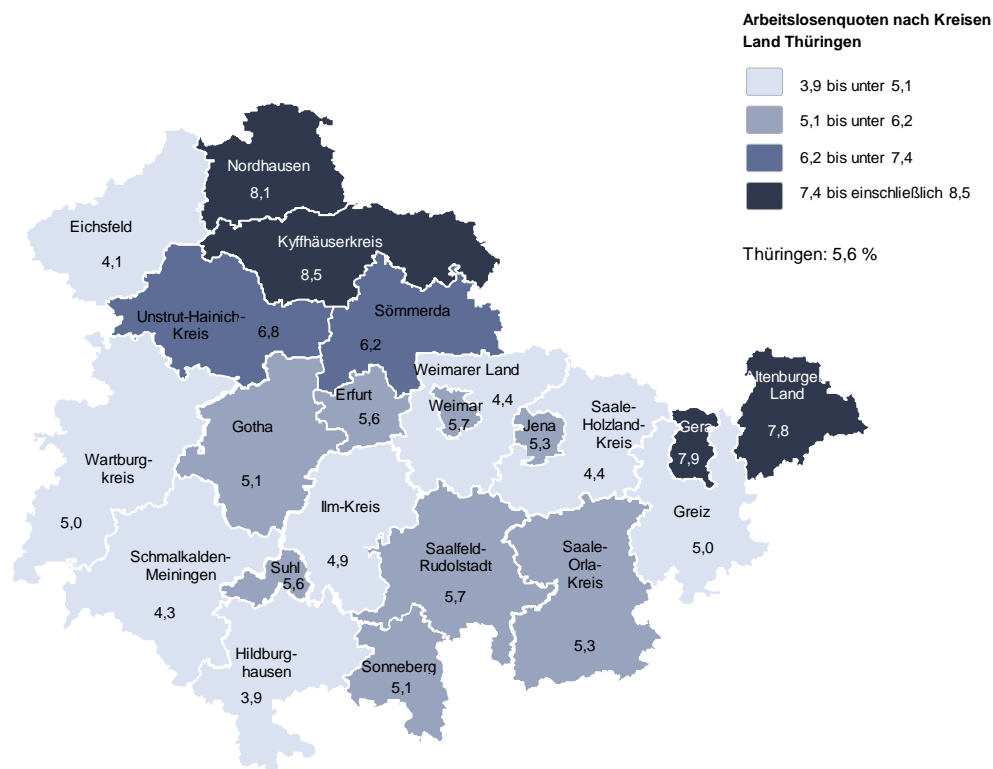 Arbeitslosenquoten nach Kreisen
Land Thüringen
3,9 bis unter 5,1
5,1 bis unter 6,2
6,2 bis unter 7,4
7,4 bis einschließlich 8,5
Thüringen: 5,6 %
Nordhausen
8,1
Eichsfeld
4,1
Kyffhäuserkreis
8,5
Unstrut-Hainich-
Kreis
6,8
Sömmerda
6,2
Weimarer Land
4,4
Altenburger
Land
7,8
Erfurt
5,6
Weimar
5,7
Jena
5,3
Saale-
Holzland-
Kreis
4,4
Gera
7,9
Gotha
5,1
Wartburg-
kreis
5,0
Ilm-Kreis
4,9
Greiz
5,0
Schmalkalden-
Meiningen
4,3
Suhl
5,6
Saalfeld-
Rudolstadt
5,7
Saale-
Orla-
Kreis
5,3
Hildburg-
hausen
3,9
Sonneberg
5,1